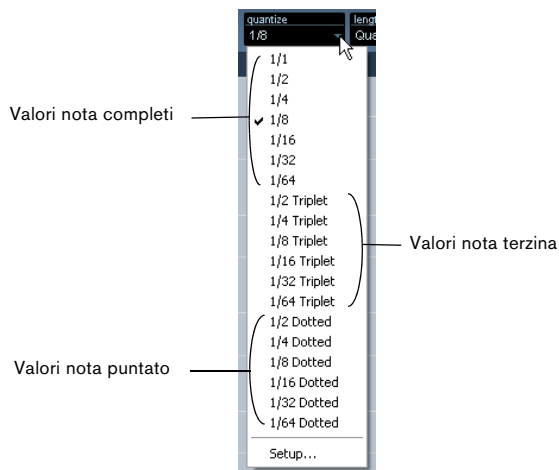 quantize
leng
1/8
Qua
1/1
1/2
1/4
1/8
1/16
1/32
1/64
1/2 Triplet
1/4 Triplet
1/8 Triplet
1/16 Triplet
1/32 Triplet
1/64 Triplet
1/2 Dotted
1/4 Dotted
1/8 Dotted
1/16 Dotted
1/32 Dotted
1/64 Dotted
Setup...
Valori nota completi
Valori nota terzina
Valori nota puntato